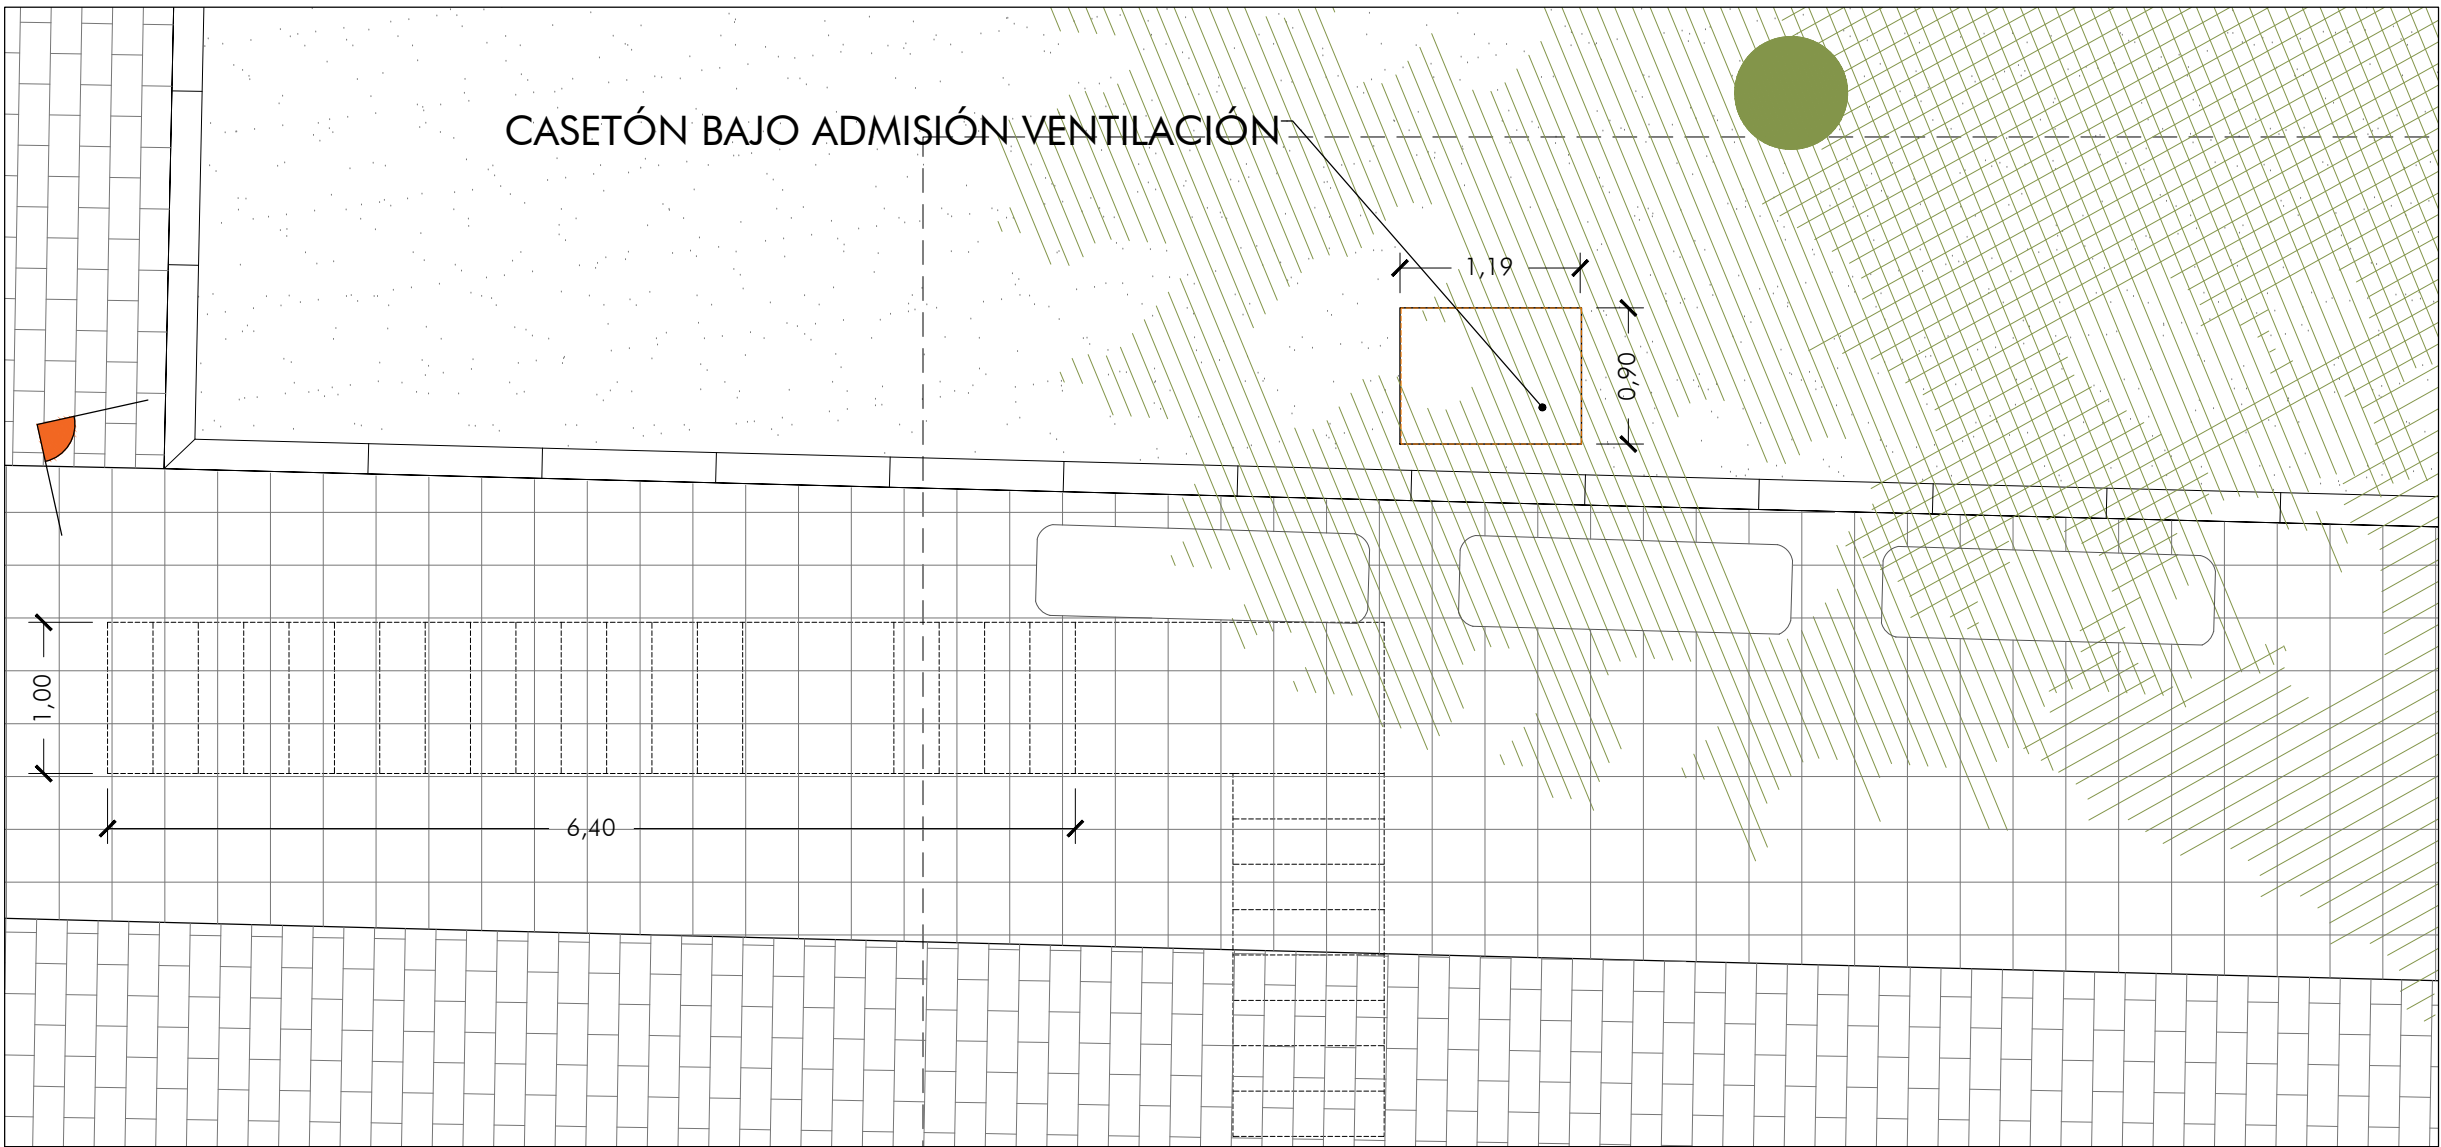 CASETÓN BAJO ADMISIÓN VENTILACIÓN
1,19
0,90
1,00
6,40